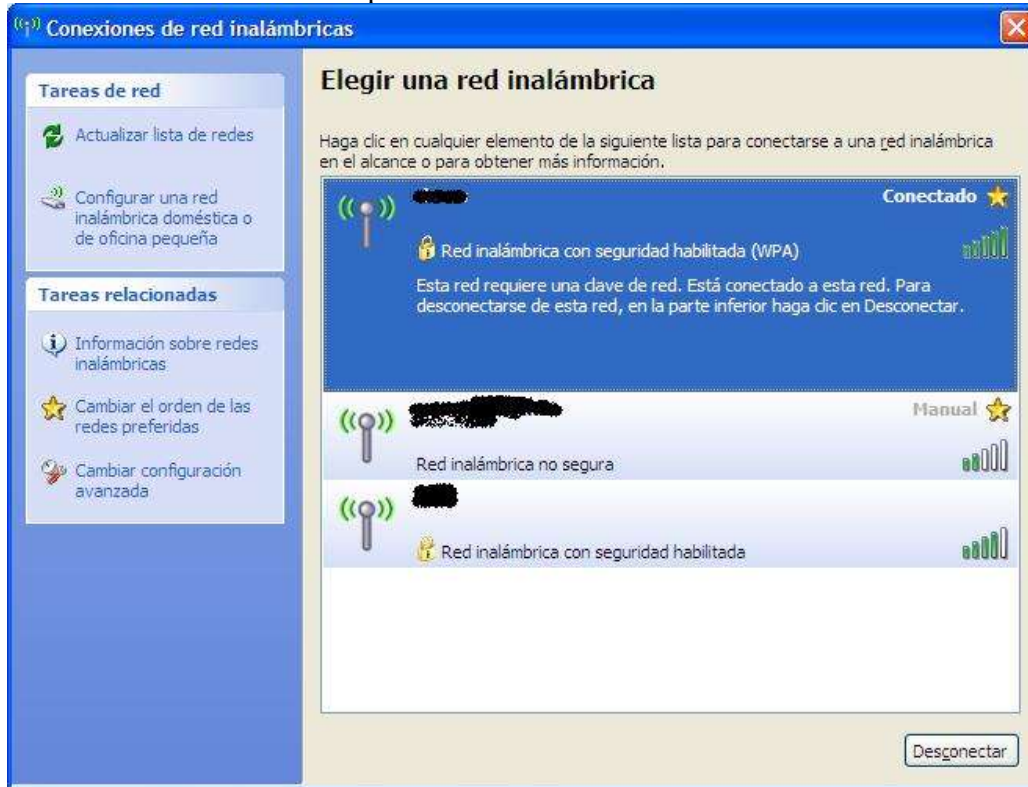 Conexiones de red inalámbricas
Tareas de red
Actualizar lista de redes
Configurar una red
inalámbrica doméstica o
de oficina pequeña
Tareas relacionadas
Información sobre redes
inalámbricas
Cambiar el orden de las
redes preferidas
Cambiar configuración
avanzada
Elegir una red inalámbrica
Haga clic en cualquier elemento de la siguiente lista para conectarse a una red inalámbrica
en el alcance o para obtener más información.
Conectado
Red inalámbrica con seguridad habilitada (WPA)
Esta red requiere una clave de red. Está conectado a esta red. Para
desconectarse de esta red, en la parte inferior haga clic en Desconectar.
Manual
Red inalámbrica no segura
Red inalámbrica con seguridad habilitada
Desconectar